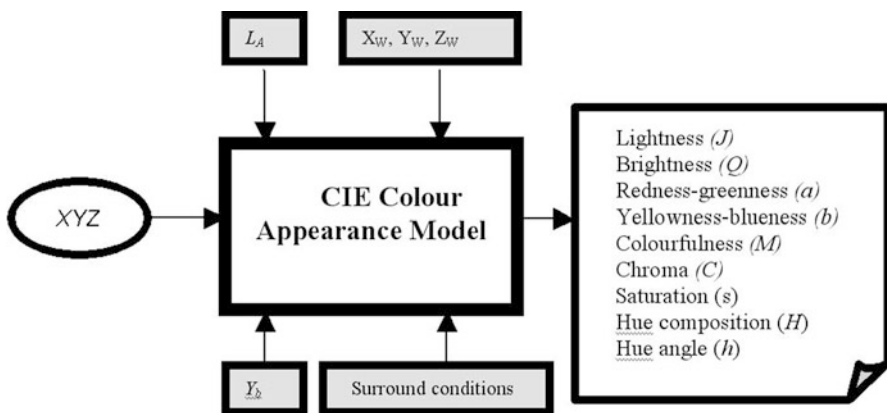 L_A
X_W, Y_W, Z_W
XYZ
CIE Colour
Appearance Model
Lightness (J)
Brightness (Q)
Redness-greenness (a)
Yellowness-blueness (b)
Colourfulness (M)
Chroma (C)
Saturation (s)
Hue composition (H)
Hue angle (h)
Y_b
Surround conditions